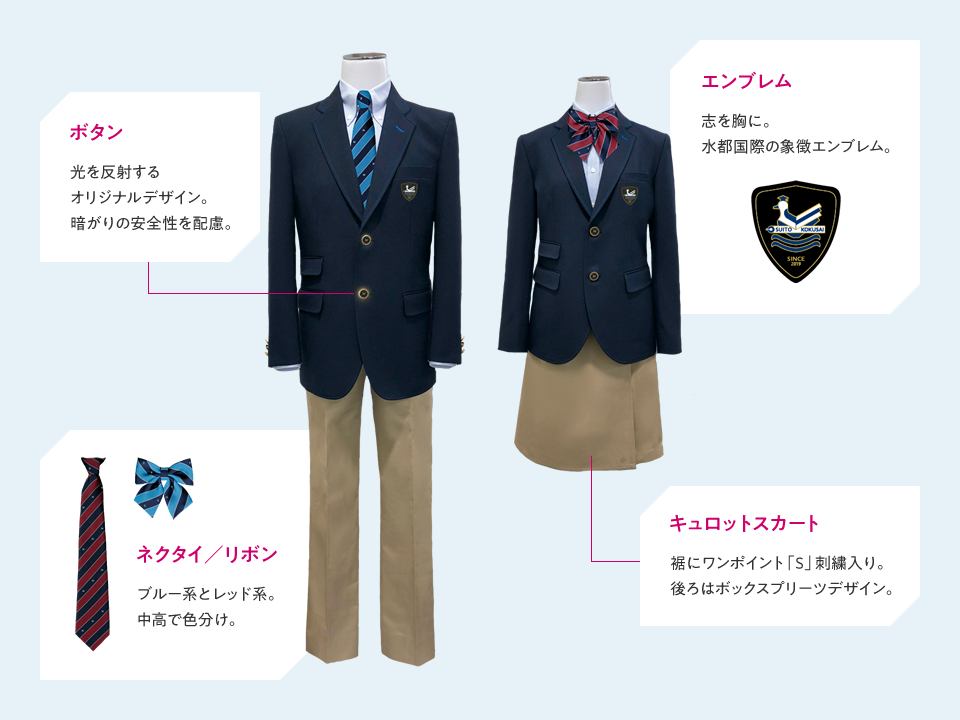 ボタン
光を反射する
オリジナルデザイン。
暗がりの安全性を配慮。
エンブレム
志を胸に。
水都国際の象徴エンブレム。
SUITO KOKUSAI
SINCE
2019
ネクタイ／リボン
ブルー系とレッド系。
中高で色分け。
キュロットスカート
裾にワンポイント「S」刺繍入り。
後ろはボックスプリーツデザイン。